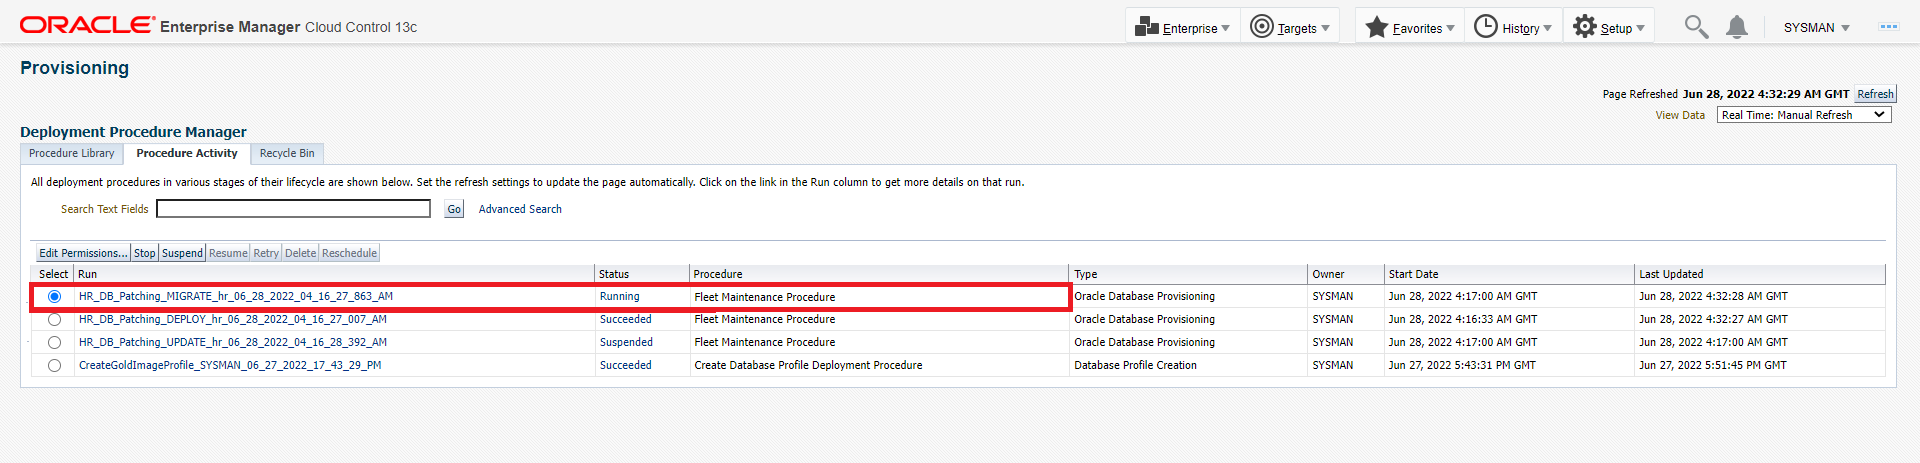 ORACLE® Enterprise Manager Cloud Control 13c Enterprise Targets Favorites History Setup SYSMAN
Provisioning
Page Refreshed Jun 28, 2022 4:32:29 AM GMT Refresh
View Data Real Time: Manual Refresh
Deployment Procedure Manager
Procedure Library Procedure Activity Recycle Bin
All deployment procedures in various stages of their lifecycle are shown below. Set the refresh settings to update the page automatically. Click on the link in the Run column to get more details on that run.
Search Text Fields Go Advanced Search
Edit Permissions... Stop Suspend Resume Retry Delete Reschedule
Select Run Status Procedure Type Owner Start Date Last Updated
HR_DB_Patching_MIGRATE_hr_06_28_2022_04_16_27_863_AM Running Fleet Maintenance Procedure Oracle Database Provisioning SYSMAN Jun 28, 2022 4:17:00 AM GMT Jun 28, 2022 4:32:28 AM GMT
HR_DB_Patching_DEPLOY_hr_06_28_2022_04_16_27_007_AM Succeeded Fleet Maintenance Procedure Oracle Database Provisioning SYSMAN Jun 28, 2022 4:16:33 AM GMT Jun 28, 2022 4:32:27 AM GMT
HR_DB_Patching_UPDATE_hr_06_28_2022_04_16_28_392_AM Suspended Fleet Maintenance Procedure Oracle Database Provisioning SYSMAN Jun 28, 2022 4:17:00 AM GMT Jun 28, 2022 4:17:00 AM GMT
CreateGoldImageProfile_SYSMAN_06_27_2022_17_43_29_PM Succeeded Create Database Profile Deployment Procedure Database Profile Creation SYSMAN Jun 27, 2022 5:43:31 PM GMT Jun 27, 2022 5:51:45 PM GMT